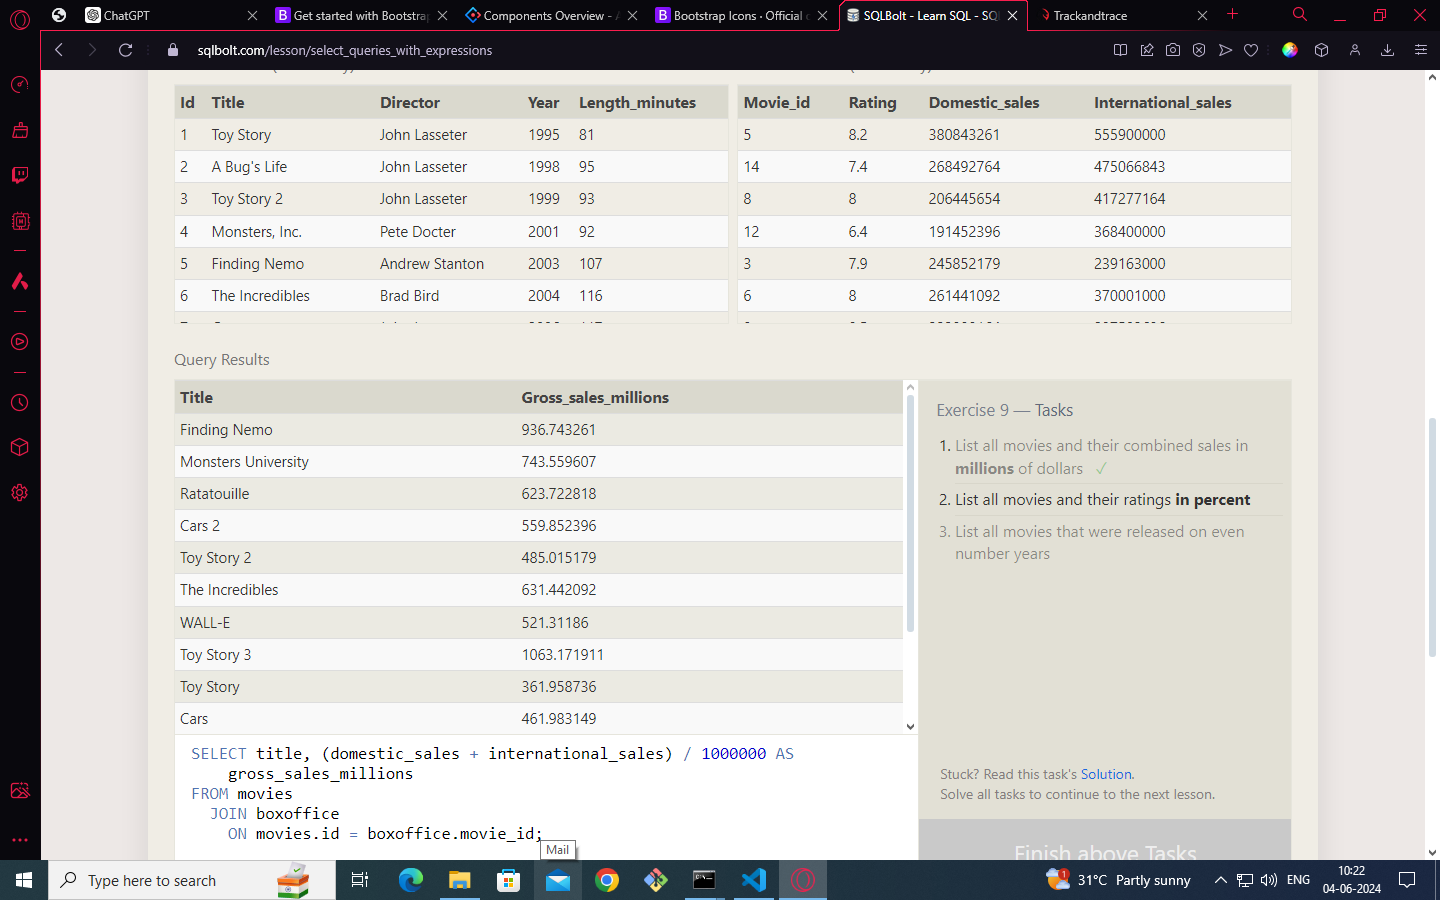 ChatGPT
Get started with Bootstrap
Components Overview -
Bootstrap Icons · Official
SQLBolt - Learn SQL - SQ
Trackandtrace
sqlbolt.com/lesson/select_queries_with_expressions
Id Title Director Year Length_minutes
1 Toy Story John Lasseter 1995 81
2 A Bug's Life John Lasseter 1998 95
3 Toy Story 2 John Lasseter 1999 93
4 Monsters, Inc. Pete Docter 2001 92
5 Finding Nemo Andrew Stanton 2003 107
6 The Incredibles Brad Bird 2004 116
Movie_id Rating Domestic_sales International_sales
5 8.2 380843261 555900000
14 7.4 268492764 475066843
8 8 206445654 417277164
12 6.4 191452396 368400000
3 7.9 245852179 239163000
6 8 261441092 370001000
Query Results
Title Gross_sales_millions
Finding Nemo 936.743261
Monsters University 743.559607
Ratatouille 623.722818
Cars 2 559.852396
Toy Story 2 485.015179
The Incredibles 631.442092
WALL-E 521.31186
Toy Story 3 1063.171911
Toy Story 361.958736
Cars 461.983149
Exercise 9 — Tasks
1. List all movies and their combined sales in
millions of dollars ✓
2. List all movies and their ratings in percent
3. List all movies that were released on even
number years
Stuck? Read this task's Solution.
Solve all tasks to continue to the next lesson.
Finish above Tasks
SELECT title, (domestic_sales + international_sales) / 1000000 AS
gross_sales_millions
FROM movies
JOIN boxoffice
ON movies.id = boxoffice.movie_id;
Mail
Type here to search
1
31°C Partly sunny
ENG
10:22
04-06-2024